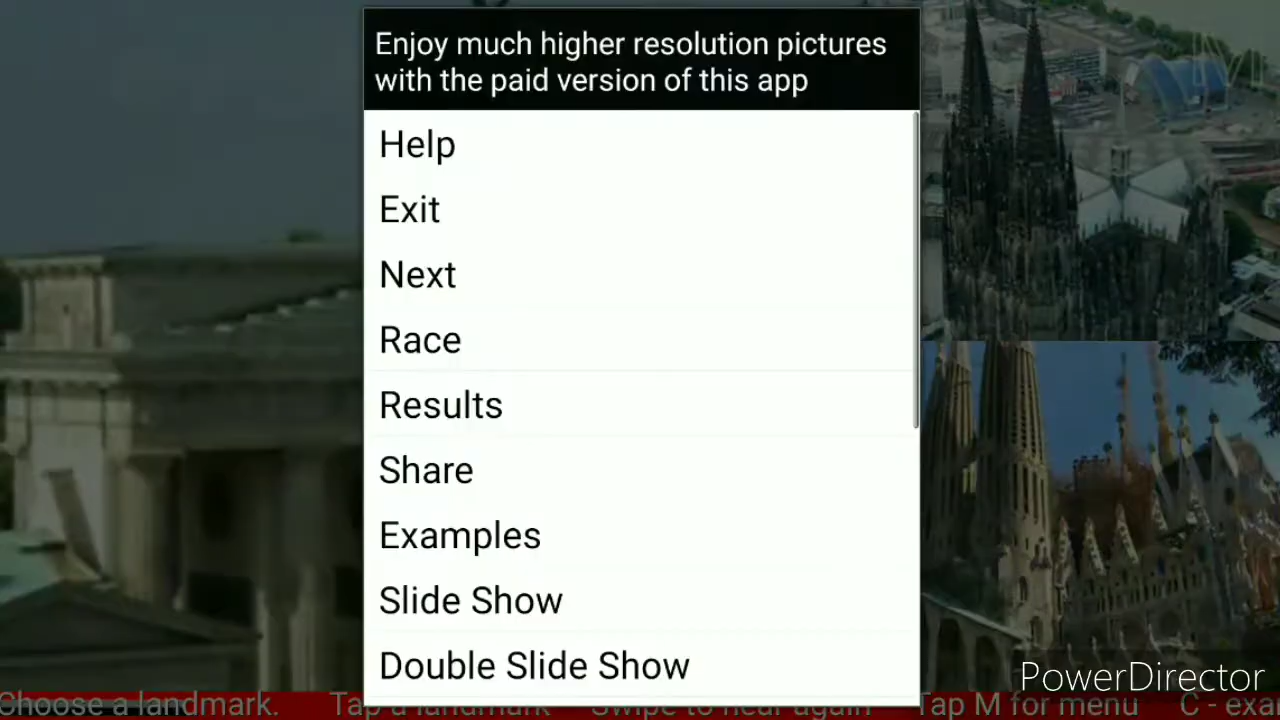 Enjoy much higher resolution pictures
with the paid version of this app
M
Help
Exit
Next
Race
Results
Share
Examples
Slide Show
Double Slide Show
PowerDirector
Choose a landmark. Tap a landmark Swipe to hear again Tap M for menu C - exa